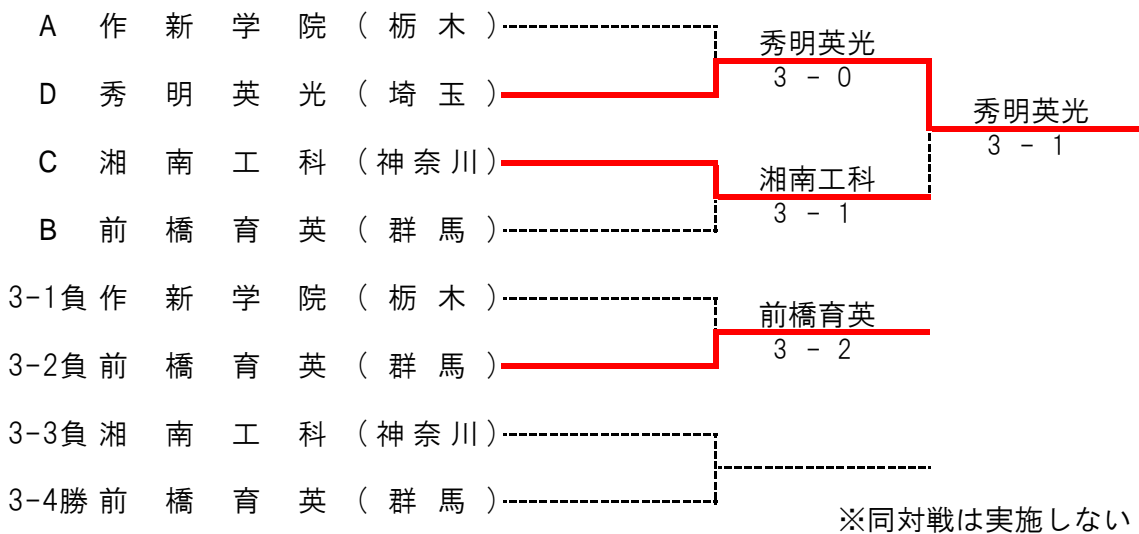 A 作新学院(栃木)
秀明英光
3 - 0
D 秀明英光(埼玉)
秀明英光
3 - 1
C 湘南工科(神奈川)
湘南工科
3 - 1
B 前橋育英(群馬)
3-1負 作新学院(栃木)
前橋育英
3 - 2
3-2負 前橋育英(群馬)
3-3負 湘南工科(神奈川)
3-4勝 前橋育英(群馬)
※同対戦は実施しない